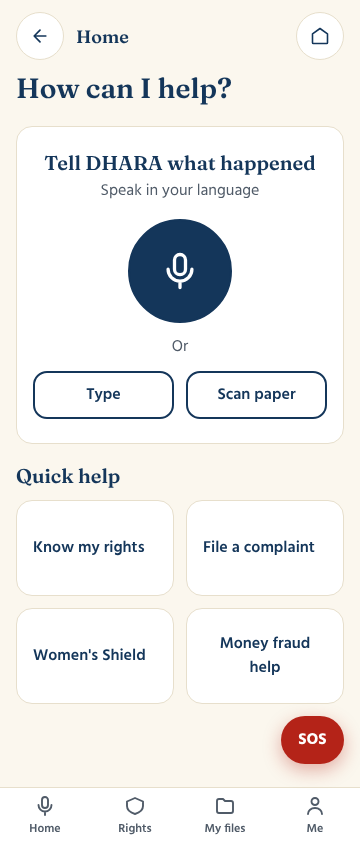 Home
How can I help?
Tell DHARA what happened
Speak in your language
Or
Type
Scan paper
Quick help
Know my rights
File a complaint
Women's Shield
Money fraud
help
SOS
Home
Rights
My files
Me